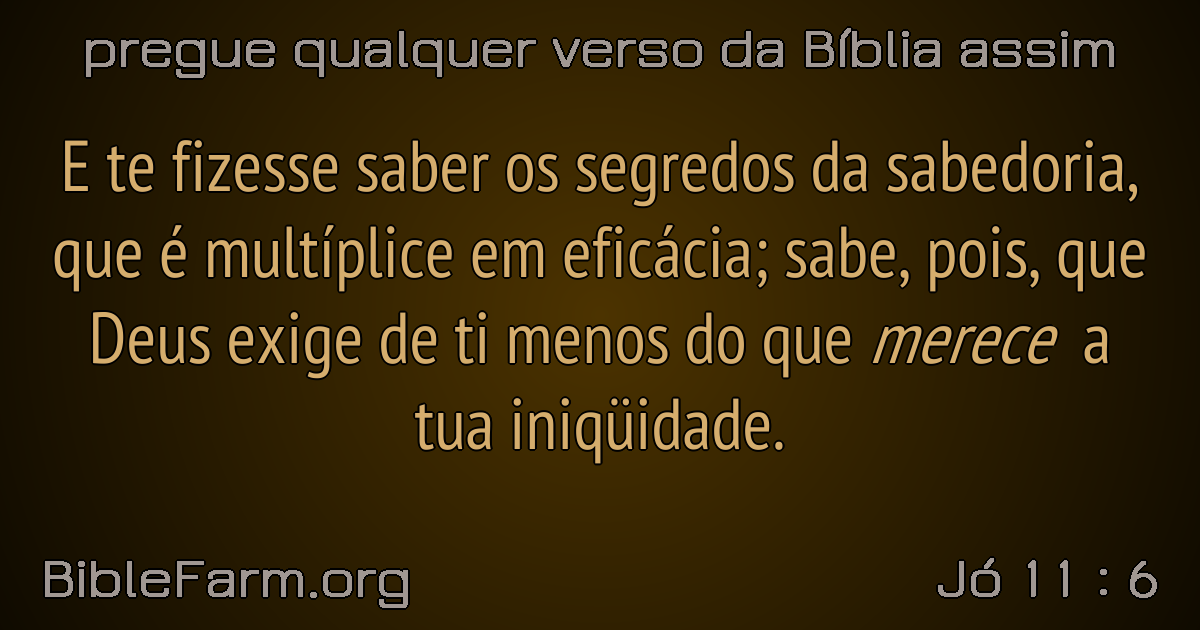 pregue qualquer verso da Bíblia assim
E te fizesse saber os segredos da sabedoria,
que é multíplice em eficácia; sabe, pois, que
Deus exige de ti menos do que merece a
tua iniqüidade.
BibleFarm.org
Jó 11 : 6